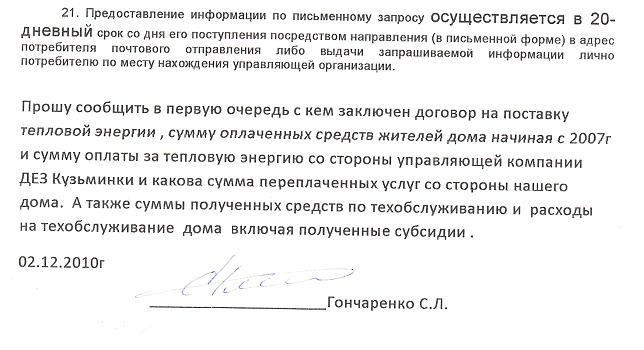 21. Предоставление информации по письменному запросу осуществляется в 20-
дневный срок со дня его поступления посредством направления (в письменной форме) в адрес
потребителя почтового отправления либо выдачи запрашиваемой информации лично
потребителю по месту нахождения управляющей организации.
Прошу сообщить в первую очередь с кем заключен договор на поставку
тепловой энергии , сумму оплаченных средств жителей дома начиная с 2007г
и сумму оплаты за тепловую энергию со стороны управляющей компании
ДЕЗ Кузьминки и какова сумма переплаченных услуг со стороны нашего
дома. А также суммы полученных средств по техобслуживанию и расходы
на техобслуживание дома включая полученные субсидии .
02.12.2010г
Гончаренко С.Л.